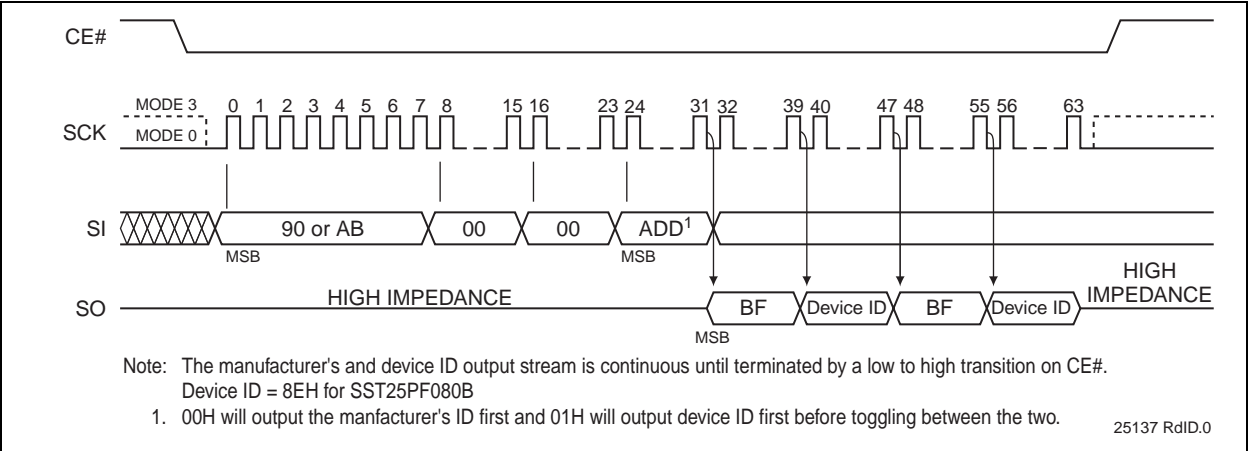 CE#
MODE 3 0 1 2 3 4 5 6 7 8 15 16 23 24 31 32 39 40 47 48 55 56 63
SCK MODE 0
SI 90 or AB 00 00 ADD1
MSB MSB
HIGH IMPEDANCE
SO HIGH IMPEDANCE BF Device ID BF Device ID
MSB
Note: The manufacturer's and device ID output stream is continuous until terminated by a low to high transition on CE#.
Device ID = 8EH for SST25PF080B
1. 00H will output the manfacturer's ID first and 01H will output device ID first before toggling between the two.
25137 RdID.0